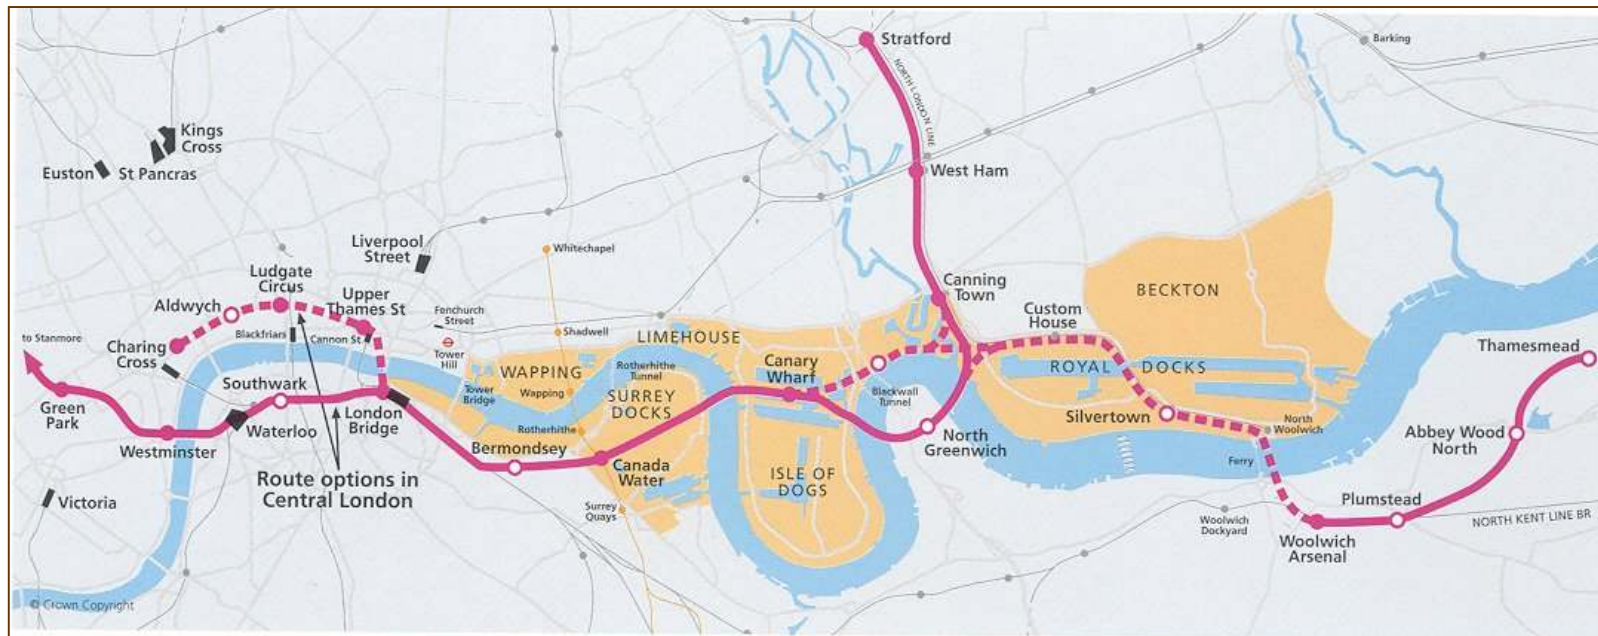 Stratford
Barking
NORTH LONDON LINE
Kings
Cross
Euston
St Pancras
West Ham
Liverpool
Street
Whitechapel
Ludgate
Circus
Aldwych
Upper
Thames St
Canning
Town
BECKTON
Fenchurch
Street
Custom
House
to Stanmore
Blackfriars
Cannon St
Shadwell
LIMEHOUSE
Charing
Cross
Tower
Hill
Thamesmead
Canary
Wharf
ROYAL DOCKS
WAPPING
Rotherhithe
Tunnel
Southwark
Tower
Bridge
Wapping
SURREY
DOCKS
Blackwall
Tunnel
Green
Park
London
Bridge
Silvertown
North
Woolwich
Waterloo
Rotherhithe
North
Greenwich
Abbey Wood
North
Westminster
Bermondsey
Canada
Water
Ferry
Route options in
Central London
ISLE OF
DOGS
Victoria
Surrey
Quays
Plumstead
Woolwich
Dockyard
NORTH KENT LINE BR
Woolwich
Arsenal
© Crown Copyright